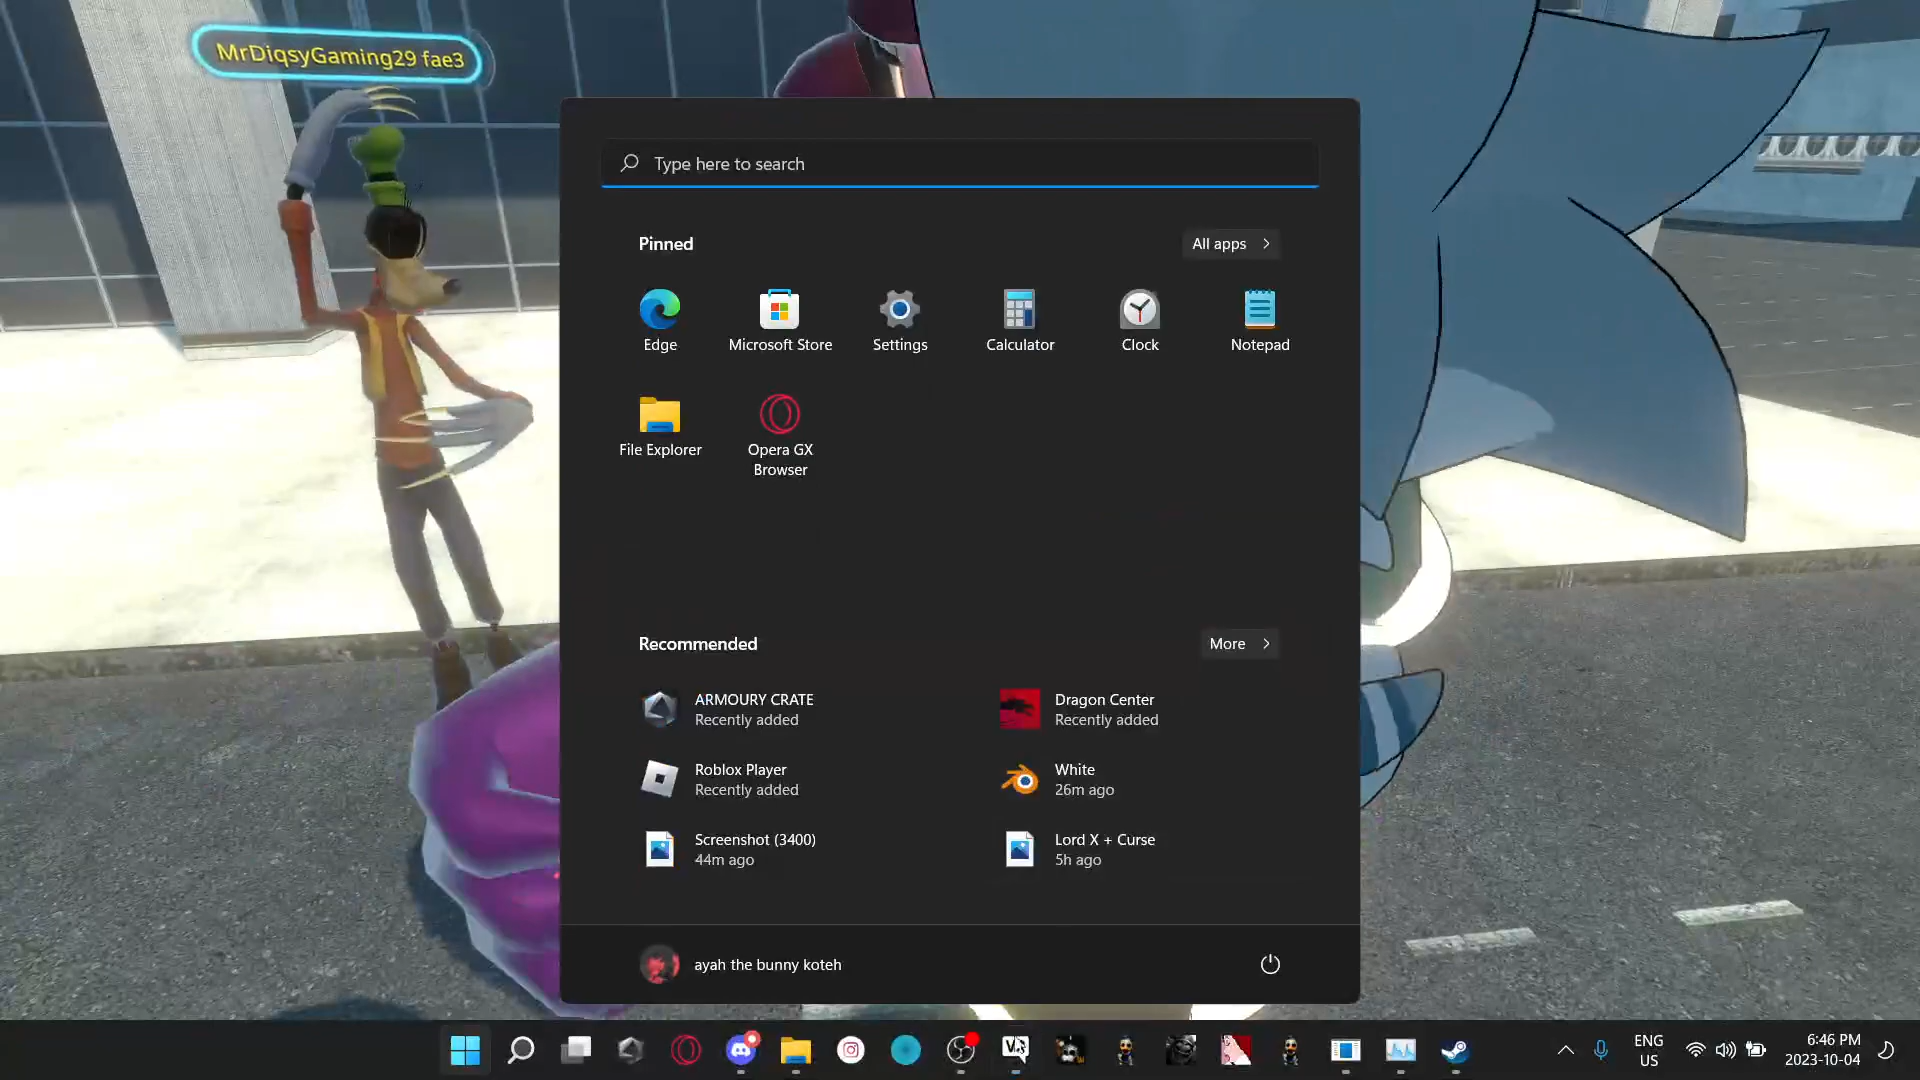 MrDiqsyGaming29 fae3
Type here to search
Pinned
All apps
Edge
Microsoft Store
Settings
Calculator
Clock
Notepad
File Explorer
Opera GX
Browser
Recommended
More
ARMOURY CRATE
Recently added
Dragon Center
Recently added
Roblox Player
Recently added
White
26m ago
Screenshot (3400)
44m ago
Lord X + Curse
5h ago
ayah the bunny koteh
ENG
US
6:46 PM
2023-10-04